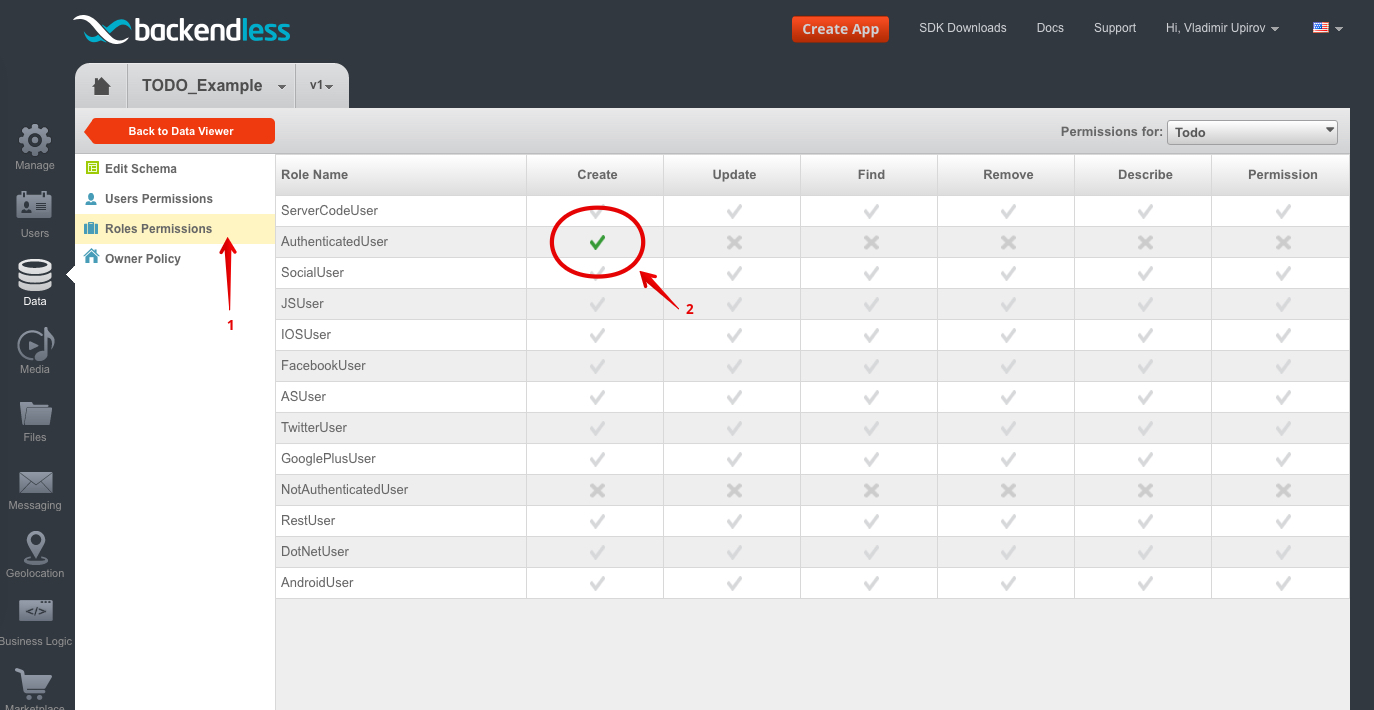 backendless
Create App
SDK Downloads
Docs
Support
Hi, Vladimir Upirov
TODO_Example
v1
Back to Data Viewer
Permissions for:
Todo
Manage
Users
Data
Media
Files
Messaging
Geolocation
Business Logic
Marketplace
Edit Schema
Users Permissions
Roles Permissions
Owner Policy
1
Role Name Create Update Find Remove Describe Permission
ServerCodeUser
AuthenticatedUser
SocialUser
2
JSUser
IOSUser
FacebookUser
ASUser
TwitterUser
GooglePlusUser
NotAuthenticatedUser
RestUser
DotNetUser
AndroidUser